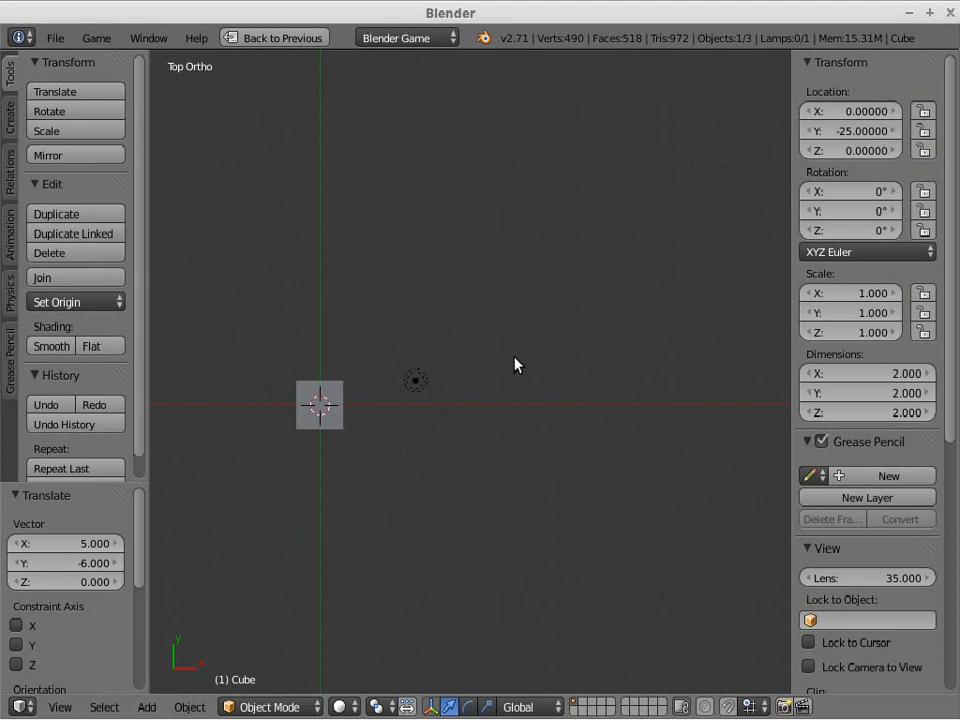 Blender
File Game Window Help Back to Previous Blender Game v2.71 | Verts:490 | Faces:518 | Tris:972 | Objects:1/3 | Lamps:0/1 | Mem:15.31M | Cube
Tools
Create
Relations
Animation
Physics
Grease Pencil
Transform
Translate
Rotate
Scale
Mirror
Edit
Duplicate
Duplicate Linked
Delete
Join
Set Origin
Shading:
Smooth Flat
History
Undo Redo
Undo History
Repeat:
Repeat Last
Translate
Vector
X: 5.000
Y: -6.000
Z: 0.000
Constraint Axis
X
Y
Z
Orientation
Top Ortho
y
x
(1) Cube
Transform
Location:
X: 0.00000
Y: -25.00000
Z: 0.00000
Rotation:
X: 0°
Y: 0°
Z: 0°
XYZ Euler
Scale:
X: 1.000
Y: 1.000
Z: 1.000
Dimensions:
X: 2.000
Y: 2.000
Z: 2.000
Grease Pencil
New
New Layer
Delete Fra... Convert
View
Lens: 35.000
Lock to Object:
Lock to Cursor
Lock Camera to View
Clip:
View Select Add Object Object Mode Global